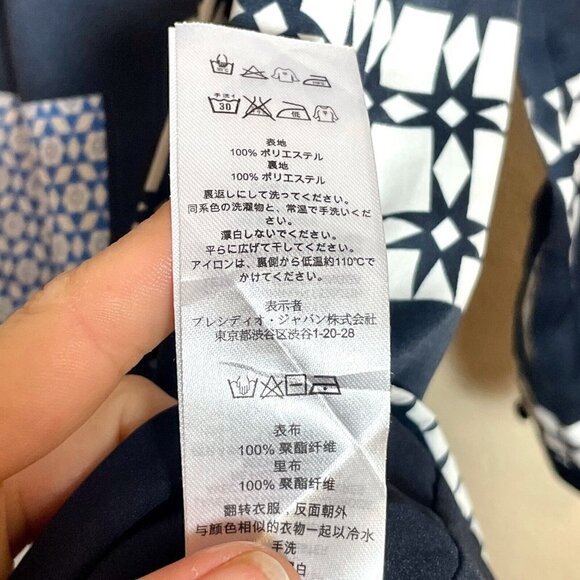 手洗イ
30
低
表地
100% ポリエステル
裏地
100% ポリエステル
裏返しにして洗ってください。
同系色の洗濯物と、常温で手洗いくだ
さい。
漂白しないでください。
平らに広げて干してください。
アイロンは、裏側から低温約110℃で
かけてください。
表示者
プレシディオ・ジャパン株式会社
東京都渋谷区渋谷1-20-28
表布
100% 聚酯纤维
里布
100% 聚酯纤维
翻转衣服，反面朝外
与颜色相似的衣物一起以冷水
手洗